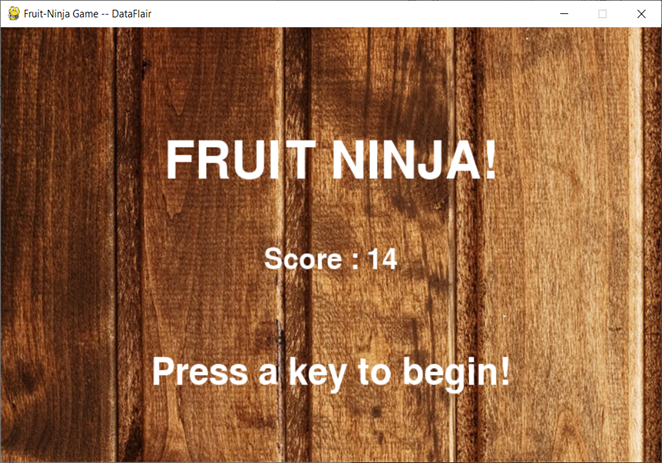 Fruit-Ninja Game -- DataFlair
FRUIT NINJA!
Score : 14
Press a key to begin!